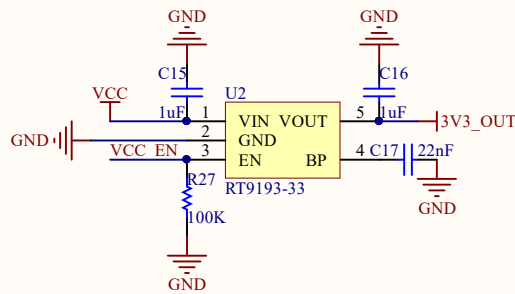 GND
GND
C15
C16
VCC
U2
1uF
1
VIN
VOUT
5
1uF
3V3_OUT
GND
2
GND
VCC_EN
3
EN
BP
4
C17
22nF
R27
RT9193-33
100K
GND
GND